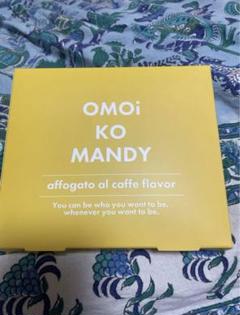 OMOi
KO
MANDY
affogato al caffe flavor
You can be who you want to be,
whenever you want to be.